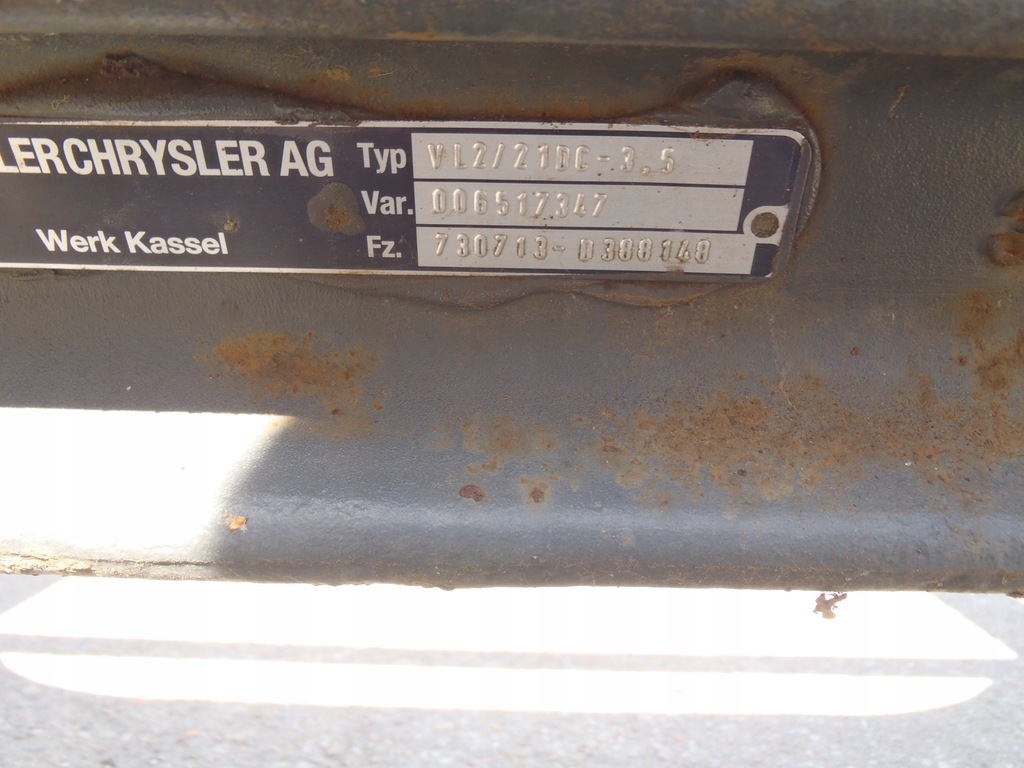 LERCHRYSLER AG Typ VL2/21DC-3,5
Var. 006517347
Werk Kassel Fz. 730713-D388148